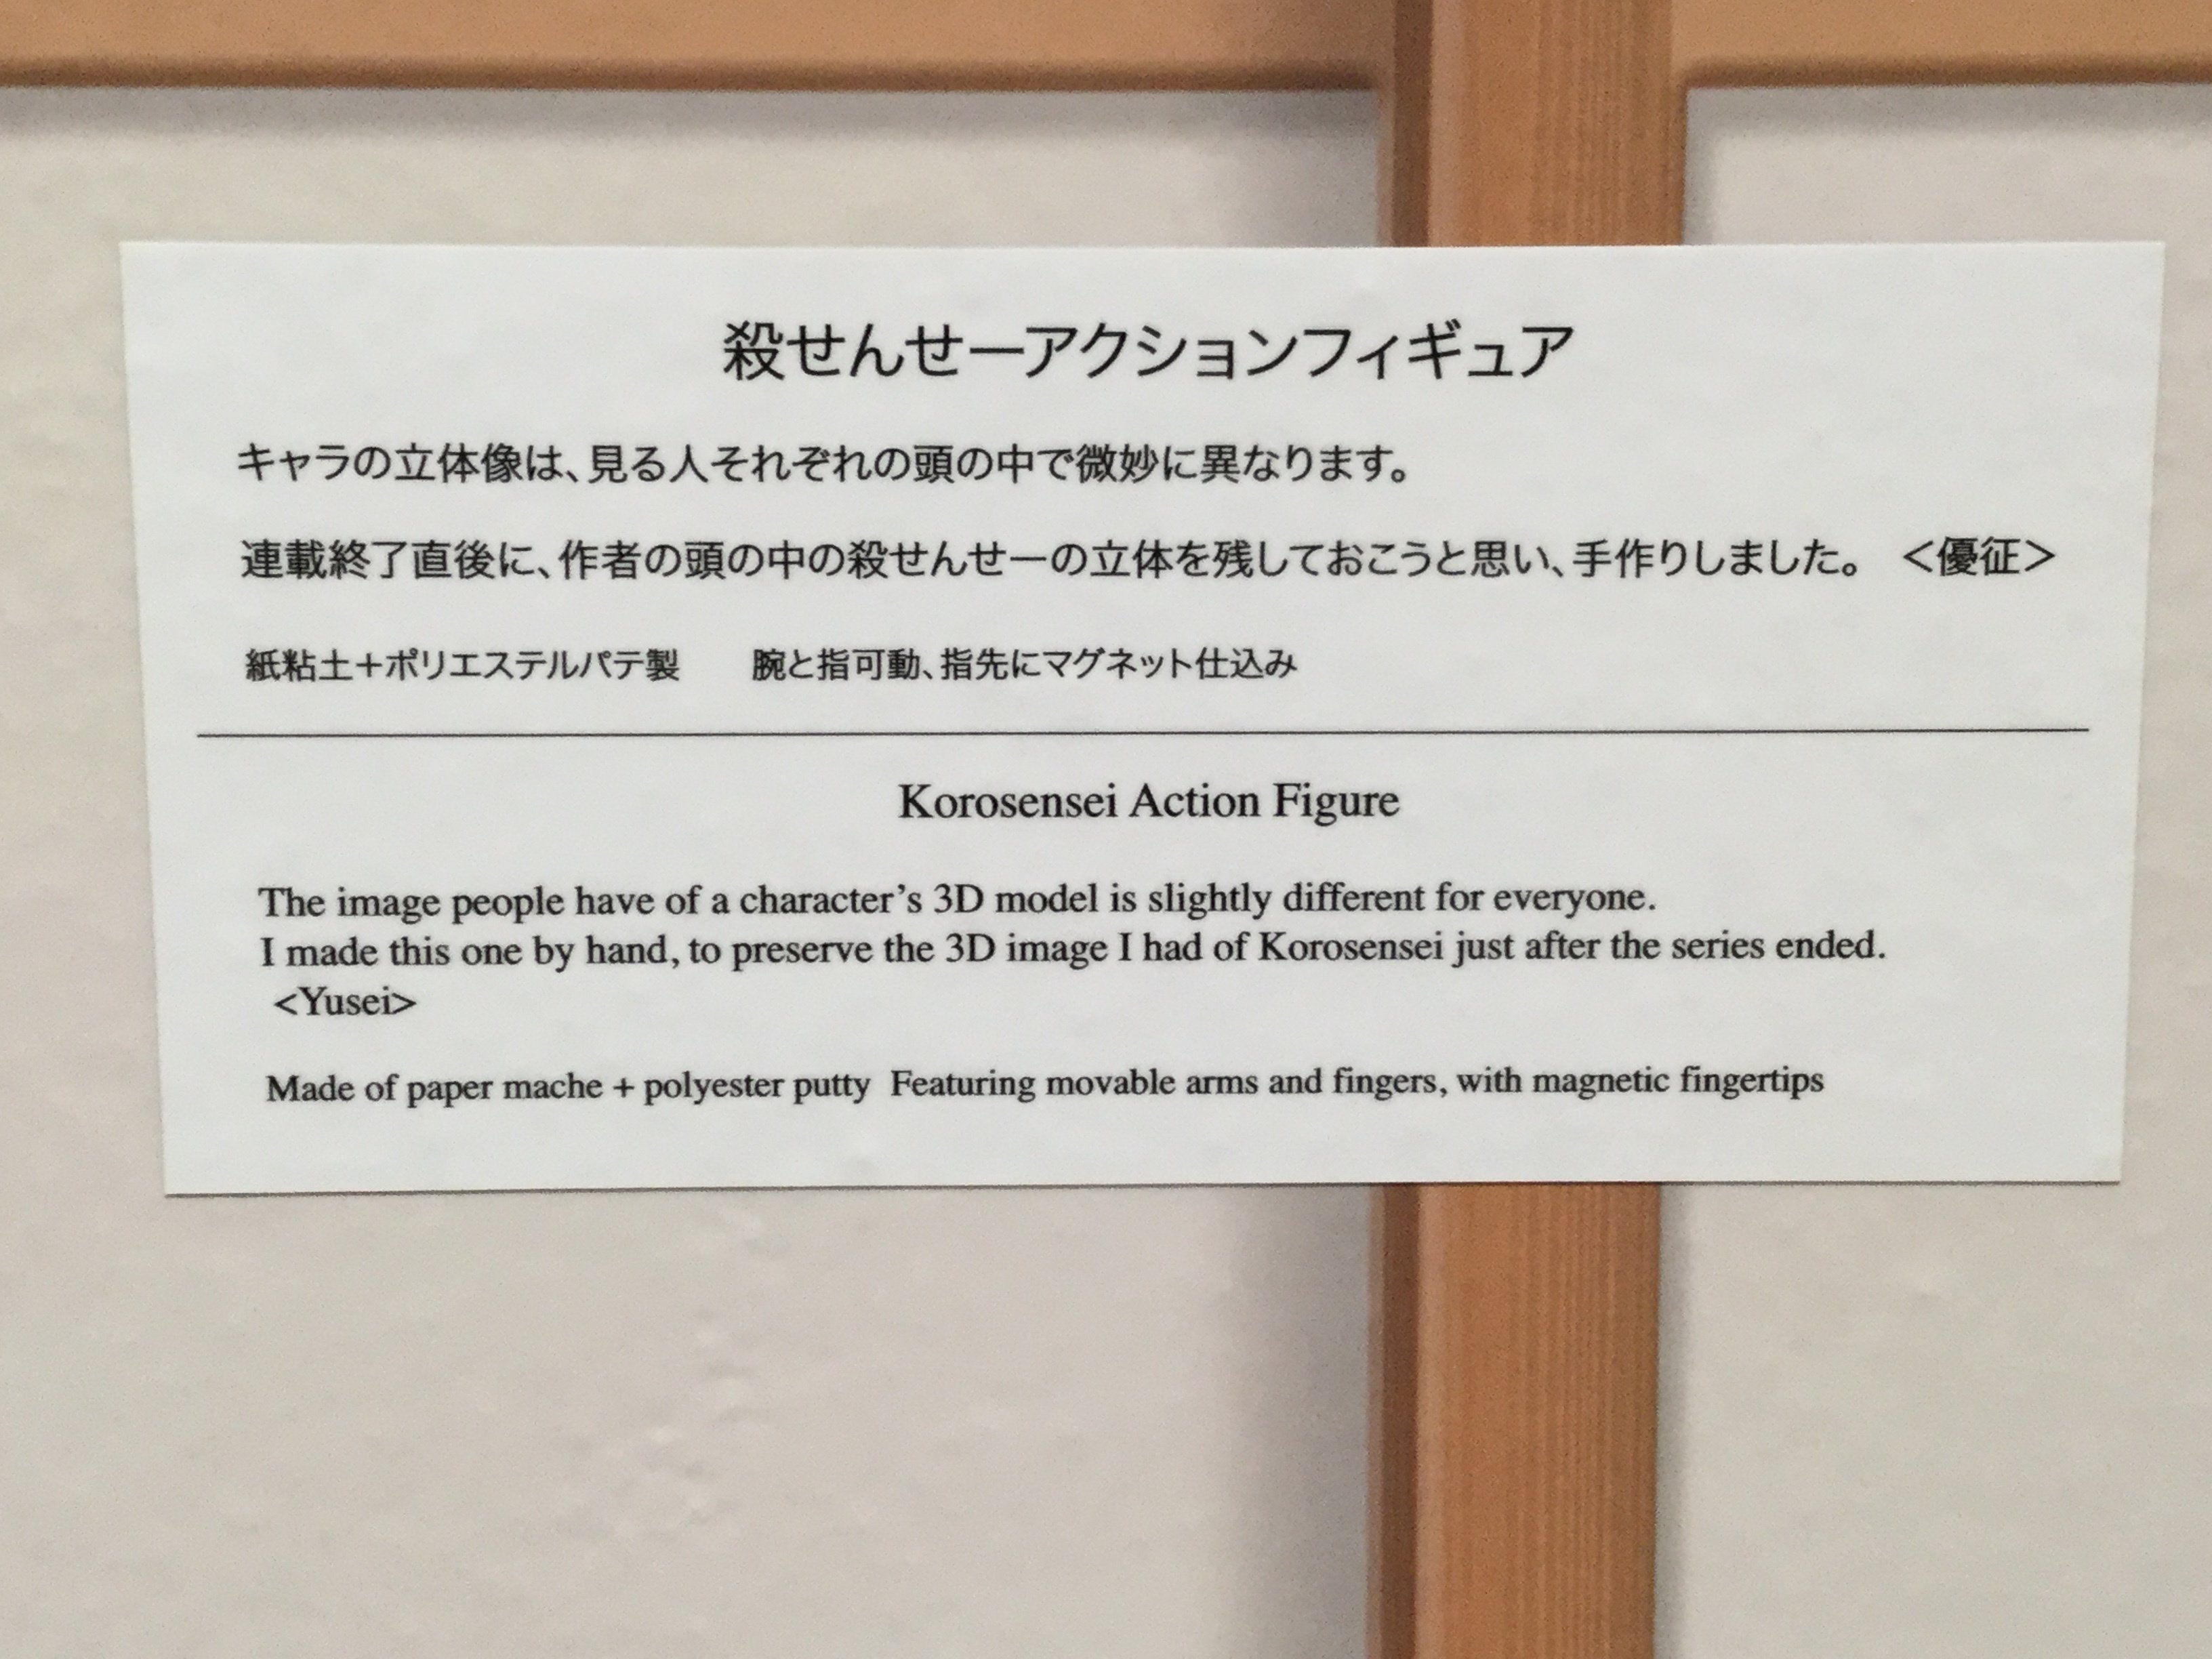 殺せんせーアクションフィギュア
キャラの立体像は、見る人それぞれの頭の中で微妙に異なります。
連載終了直後に、作者の頭の中の殺せんせーの立体を残しておこうと思い、手作りしました。 <優征>
紙粘土+ポリエステルパテ製　　腕と指可動、指先にマグネット仕込み
Korosensei Action Figure
The image people have of a character’s 3D model is slightly different for everyone.
I made this one by hand, to preserve the 3D image I had of Korosensei just after the series ended.
<Yusei>
Made of paper mache + polyester putty  Featuring movable arms and fingers, with magnetic fingertips